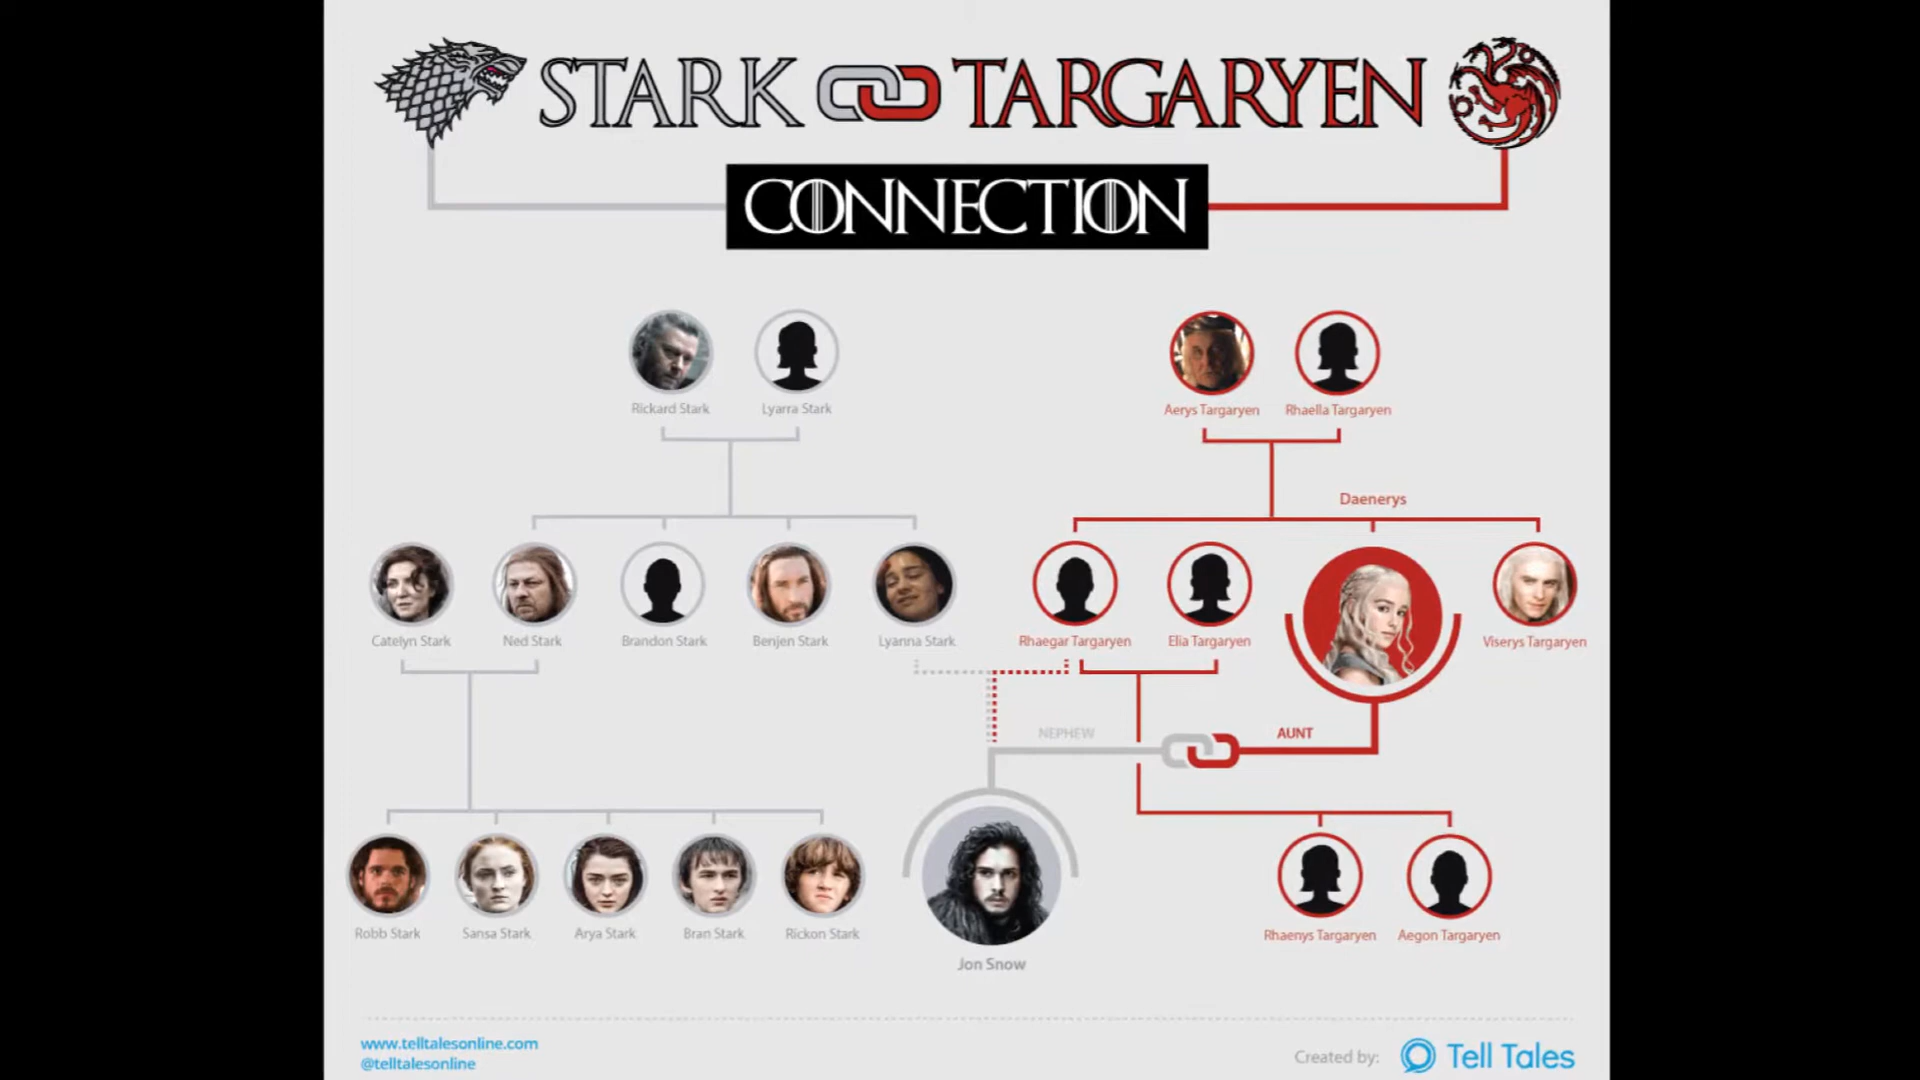 STARK TARGARYEN
CONNECTION
Rickard Stark
Lyarra Stark
Aerys Targaryen
Rhaella Targaryen
Daenerys
Catelyn Stark
Ned Stark
Brandon Stark
Benjen Stark
Lyanna Stark
Rhaegar Targaryen
Elia Targaryen
Viserys Targaryen
NEPHEW
AUNT
Robb Stark
Sansa Stark
Arya Stark
Bran Stark
Rickon Stark
Jon Snow
Rhaenys Targaryen
Aegon Targaryen
www.telltalesonline.com
@telltalesonline
Created by: Tell Tales